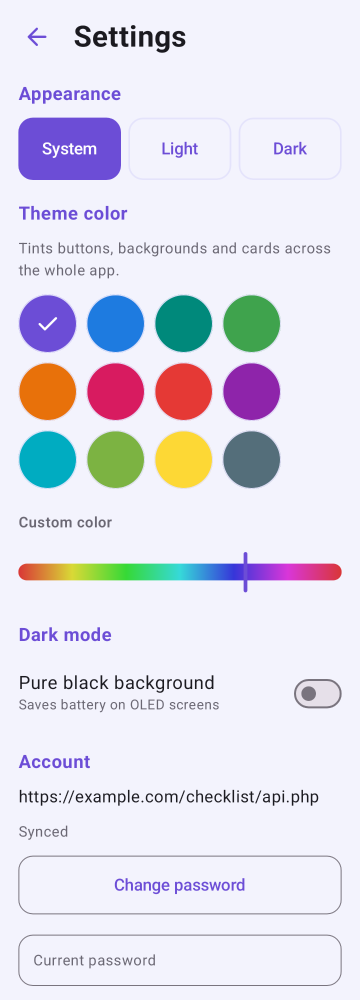 Settings
Appearance
System Light Dark
Theme color
Tints buttons, backgrounds and cards across
the whole app.
Custom color
Dark mode
Pure black background
Saves battery on OLED screens
Account
https://example.com/checklist/api.php
Synced
Change password
Current password